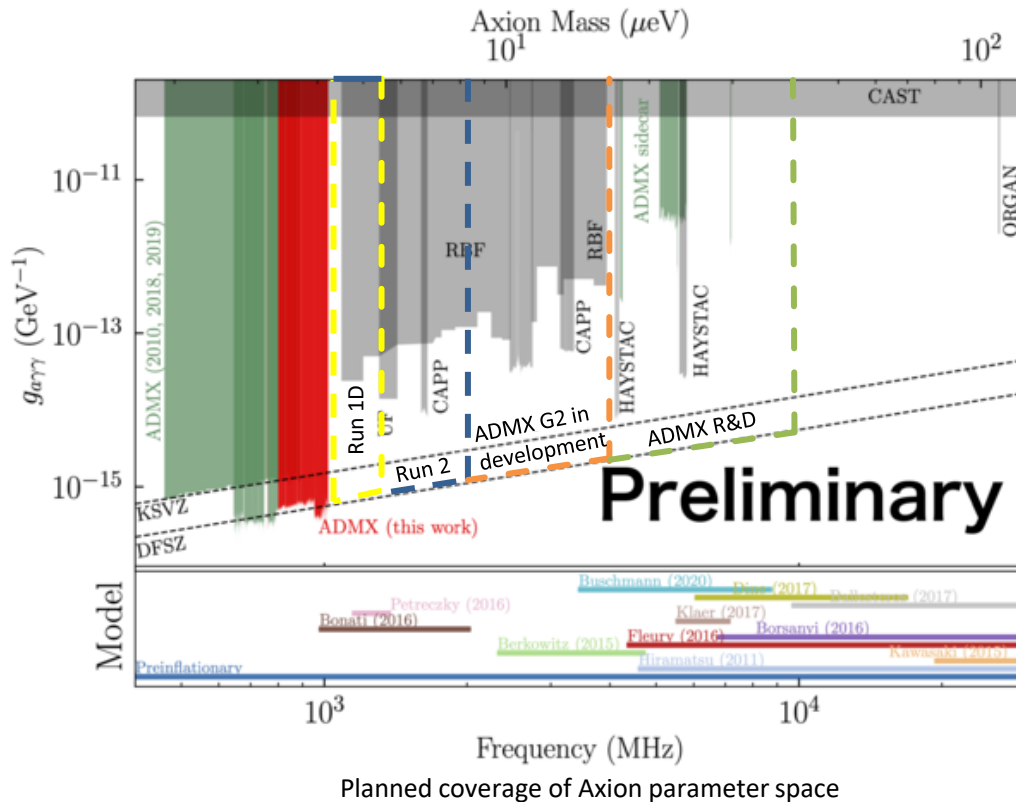 Axion Mass (μeV)
10¹ 10²
CAST
10⁻¹¹
10⁻¹³
10⁻¹⁵
g_{aγγ} (GeV⁻¹)
ADMX (2010, 2018, 2019)
ADMX sidecar
ORGAN
RBF
RBF
CAPP
CAPP
HAYSTAC
HAYSTAC
UF
Run 1D
Run 2
ADMX G2 in
development
ADMX R&D
Preliminary
KSVZ
DFSZ
ADMX (this work)
Model
Buschmann (2020)
Dine (2017)
(2017)
Petreczky (2016)
Klaer (2017)
Bonati (2016)
Borsanyi (2016)
Fleury (2016)
Berkowitz (2015)
Kawasaki (2015)
Hiramatsu (2011)
Preinflationary
10³ 10⁴
Frequency (MHz)
Planned coverage of Axion parameter space